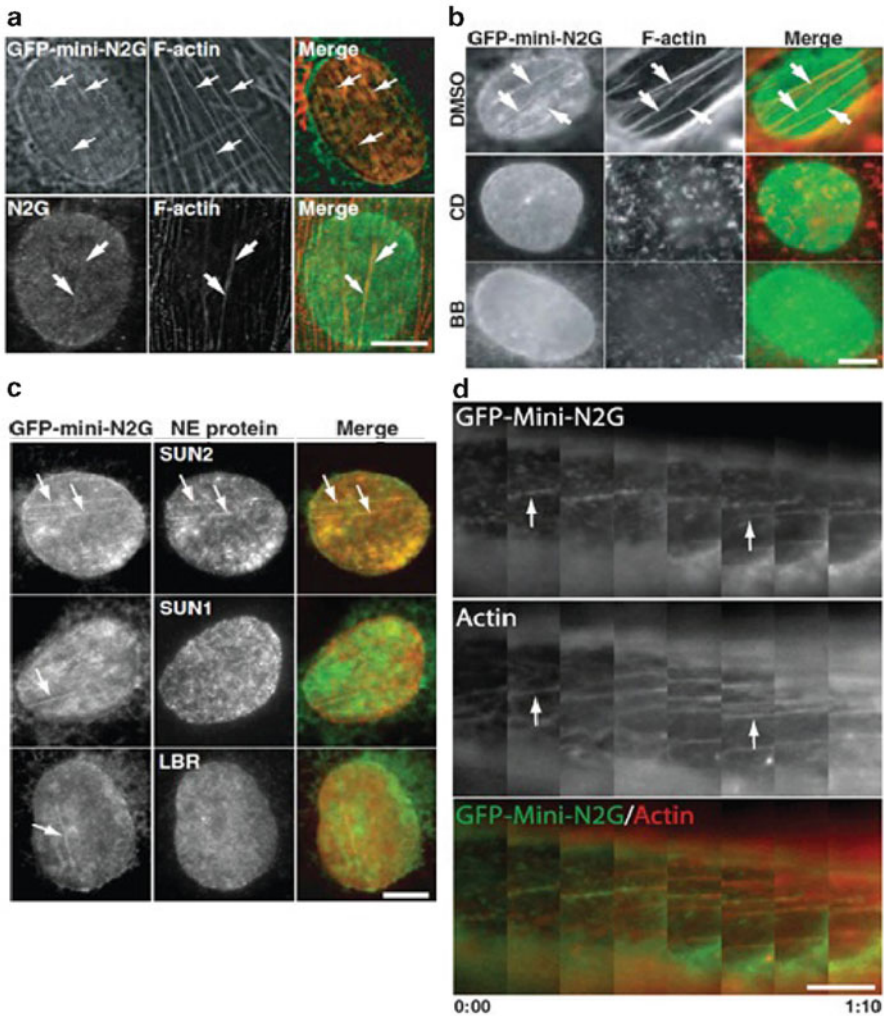 a
GFP-mini-N2G F-actin Merge
N2G F-actin Merge
b
GFP-mini-N2G F-actin Merge
DMSO
CD
BB
c
GFP-mini-N2G NE protein Merge
SUN2
SUN1
LBR
d
GFP-Mini-N2G
Actin
GFP-Mini-N2G/Actin
0:00 1:10